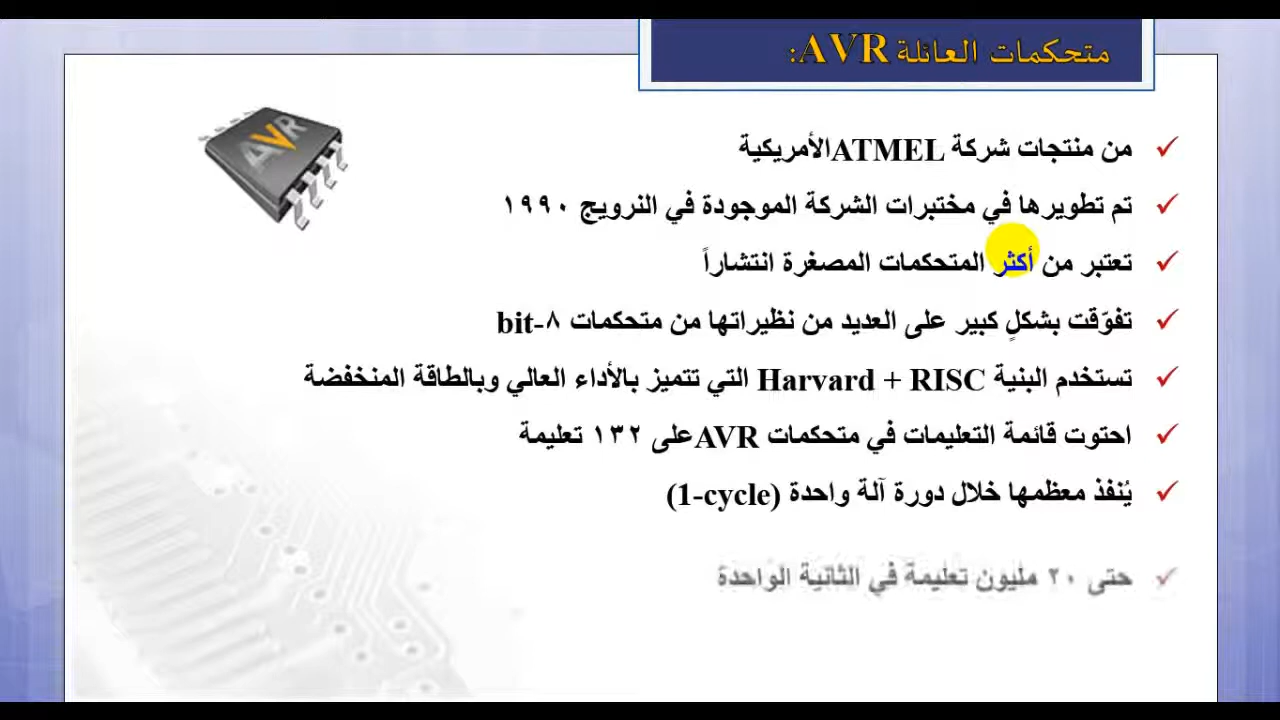 متحكمات العائلة AVR:
AVR
من منتجات شركة ATMELالأمريكية
تم تطويرها في مختبرات الشركة الموجودة في النرويج ١٩٩٠
تعتبر من أكثر المتحكمات المصغرة انتشاراً
تفوّقت بشكلٍ كبير على العديد من نظيراتها من متحكمات ٨-bit
تستخدم البنية Harvard + RISC التي تتميز بالأداء العالي وبالطاقة المنخفضة
احتوت قائمة التعليمات في متحكمات AVRعلى ١٣٢ تعليمة
يُنفذ معظمها خلال دورة آلة واحدة (1-cycle)
حتى ٢٠ مليون تعليمة في الثانية الواحدة